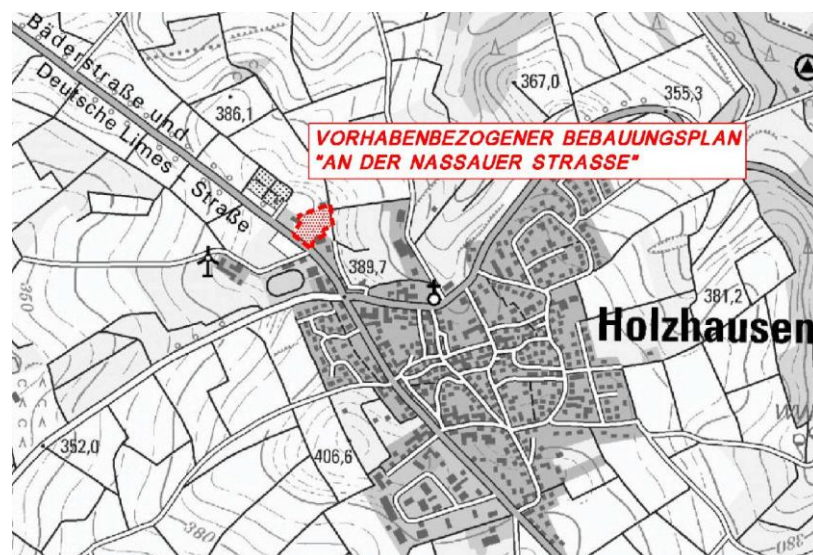 Bäderstraße und
Deutsche Limes - Straße
386,1
367,0
355,3
VORHABENBEZOGENER BEBAUUNGSPLAN
"AN DER NASSAUER STRASSE"
389,7
350
381,2
Holzhausen
352,0
406,6
380
380